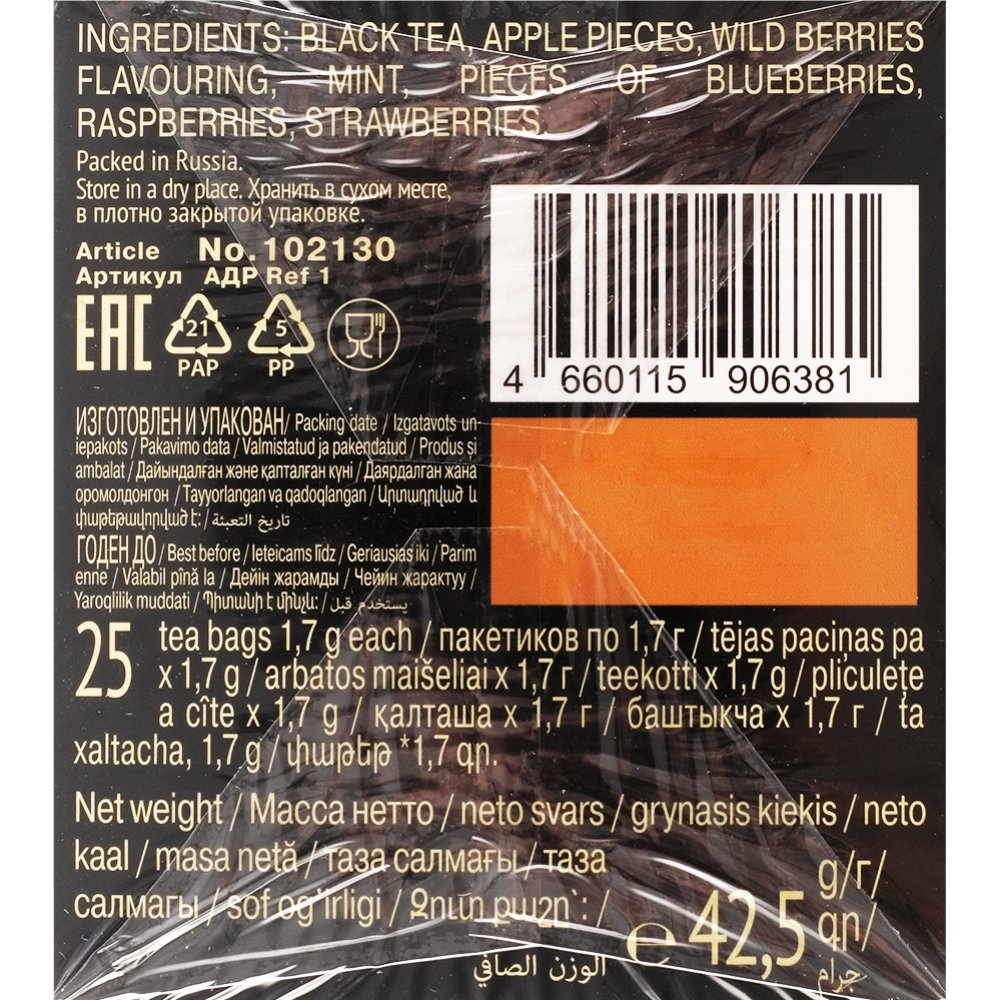 INGREDIENTS: BLACK TEA, APPLE PIECES, WILD BERRIES
FLAVOURING, MINT, PIECES OF BLUEBERRIES,
RASPBERRIES, STRAWBERRIES.
Packed in Russia.
Store in a dry place. Хранить в сухом месте,
в плотно закрытой упаковке.
Article No.102130
Артикул АДР Ref 1
EAC 21 PAP 5 PP
4 660115 906381
ИЗГОТОВЛЕН И УПАКОВАН / Packing date / Izgatavots un-
iepakots / Pakavimo data / Valmistatud ja pakendatud / Produs și
ambalat / Дайындалған және қапталған күні / Даярдалган жана
оромолдонгон / Tayyorlangan va qadoqlangan / Արտադրված և
փաթեթավորված է: / تاريخ التعبئة
ГОДЕН ДО / Best before / Ieteicams līdz / Geriausias iki / Parim
enne / Valabil pînă la / Дейін жарамды / Чейин жарактуу /
Yaroqlilik muddati / Պիտանի է մինչև: / يستخدم قبل
25 tea bags 1,7 g each / пакетиков по 1,7 г / tējas paciņas pa
x 1,7 g / arbatos maišeliai x 1,7 г / teekotti x 1,7 g / pliculețe
a cîte x 1,7 g / қалташа x 1,7 г / баштыкча x 1,7 г / ta
xaltacha, 1,7 g / փաթեթ *1,7 գր.
Net weight / Масса нетто / neto svars / grynasis kiekis / neto
kaal / masa netă / таза салмағы / таза
салмагы / sof og'irligi / Զուտ քաշը՝: /
الوزن الصافي ℮ 42,5 g/г/
գր/
جرام